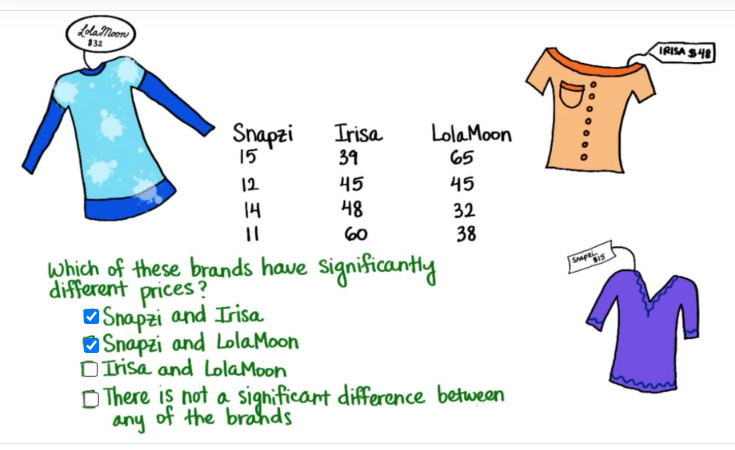 LolaMoon
$32
IRISA $48
Snapzi Irisa LolaMoon
15 39 65
12 45 45
14 48 32
11 60 38
Snapzi
$15
Which of these brands have significantly
different prices?
Snapzi and Irisa
Snapzi and LolaMoon
Irisa and LolaMoon
There is not a significant difference between
any of the brands